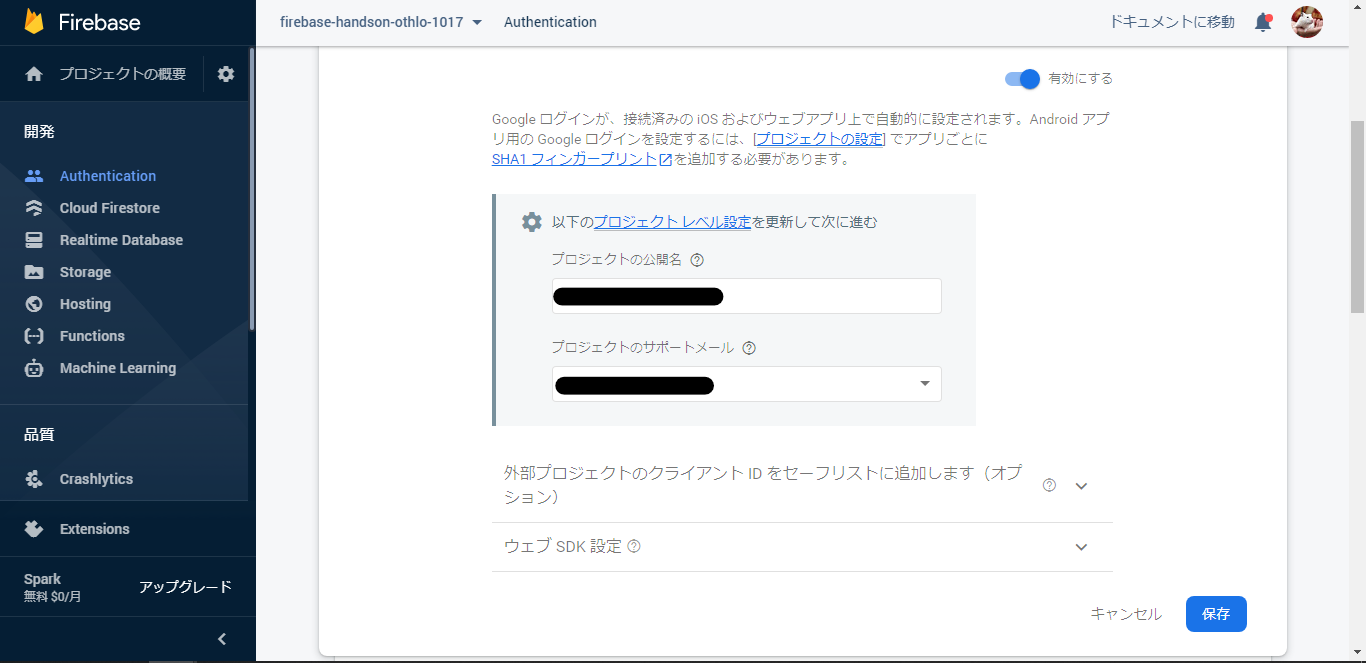 Firebase
firebase-handson-othlo-1017
Authentication
ドキュメントに移動
プロジェクトの概要
開発
Authentication
Cloud Firestore
Realtime Database
Storage
Hosting
Functions
Machine Learning
品質
Crashlytics
Extensions
Spark
無料 $0/月
アップグレード
有効にする
Google ログインが、接続済みの iOS およびウェブアプリ上で自動的に設定されます。Android アプ
リ用の Google ログインを設定するには、[プロジェクトの設定] でアプリごとに
SHA1 フィンガープリントを追加する必要があります。
以下のプロジェクト レベル設定を更新して次に進む
プロジェクトの公開名
プロジェクトのサポートメール
外部プロジェクトのクライアント ID をセーフリストに追加します（オプ
ション）
ウェブ SDK 設定
キャンセル
保存